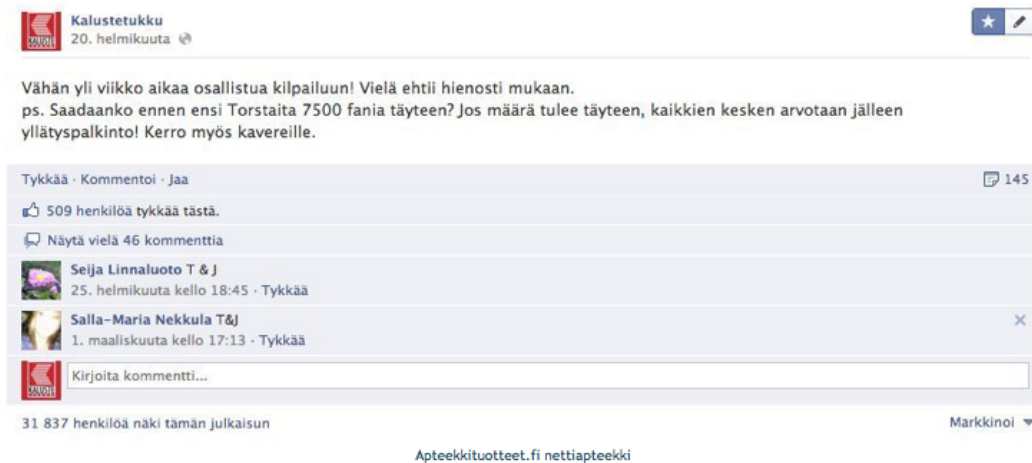 Kalustetukku
20. helmikuuta
Vähän yli viikko aikaa osallistua kilpailuun! Vielä ehtii hienosti mukaan.
ps. Saadaanko ennen ensi Torstaita 7500 fania täyteen? Jos määrä tulee täyteen, kaikkien kesken arvotaan jälleen
yllätyspalkinto! Kerro myös kavereille.
Tykkää · Kommentoi · Jaa 145
509 henkilöä tykkää tästä.
Näytä vielä 46 kommenttia
Seija Linnaluoto T & J
25. helmikuuta kello 18:45 · Tykkää
Salla-Maria Nekkula T&J
1. maaliskuuta kello 17:13 · Tykkää
KALUSTE Kirjoita kommentti...
31 837 henkilöä näki tämän julkaisun Markkinoi
Apteekkituotteet.fi nettiapteekki